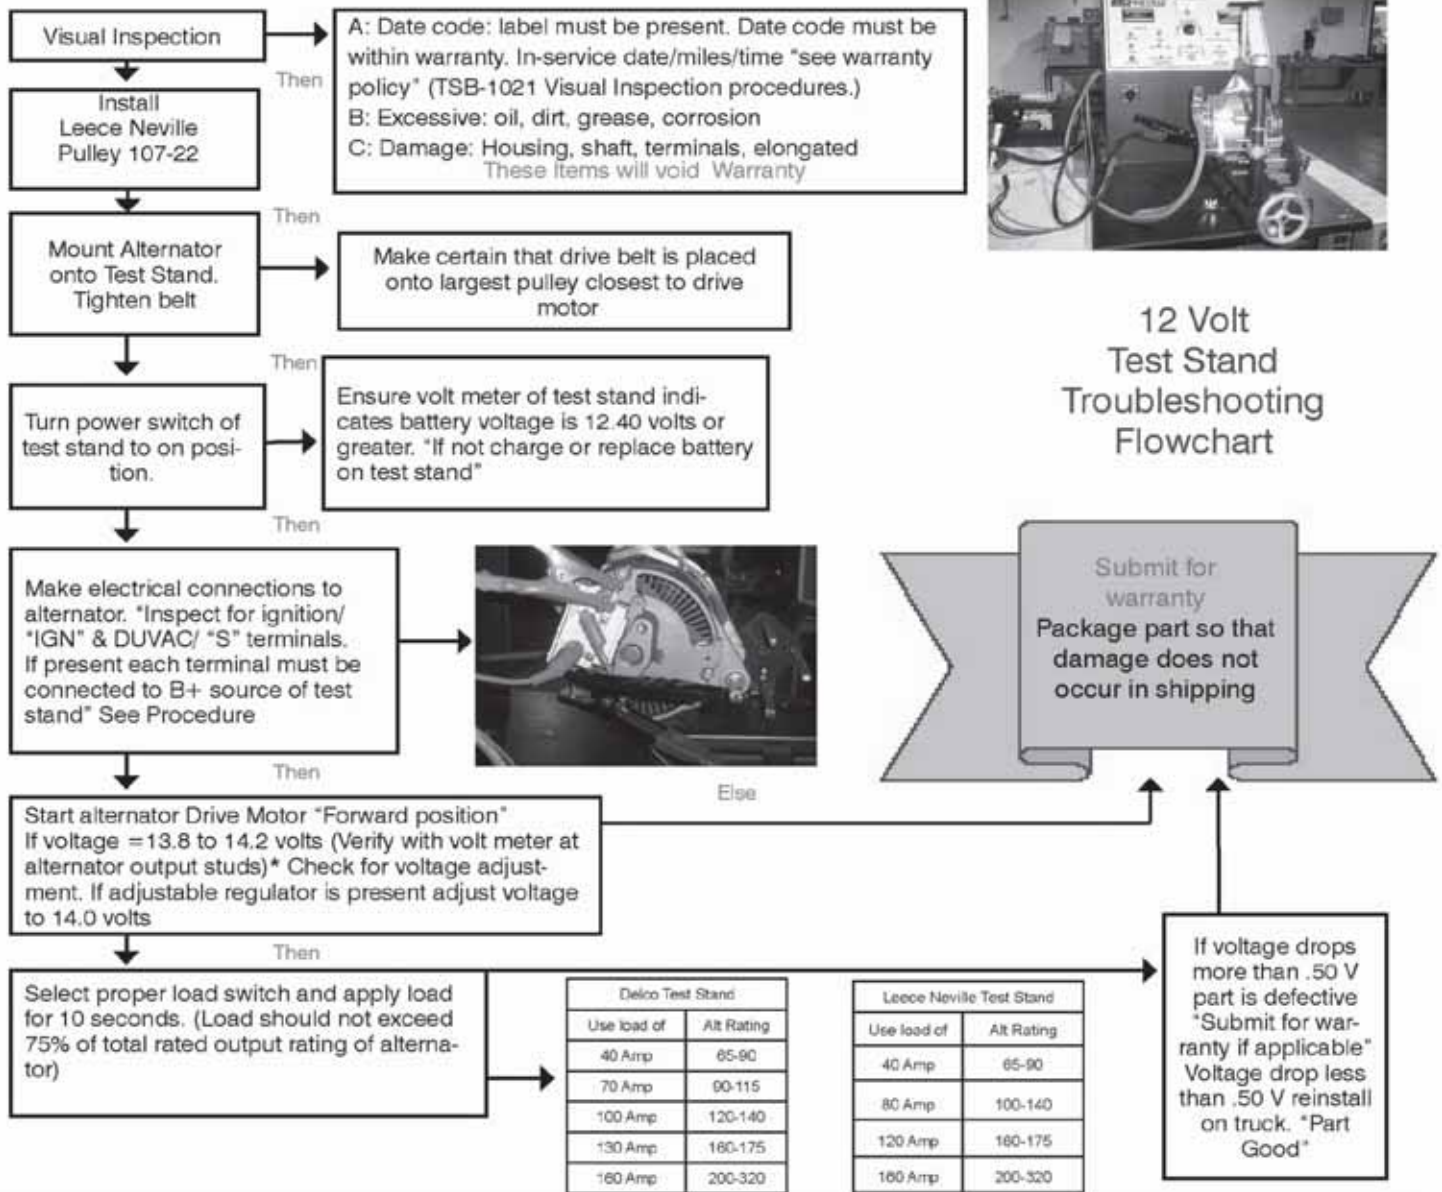 Visual Inspection
Then
A: Date code: label must be present. Date code must be
within warranty. In-service date/miles/time "see warranty
policy" (TSB-1021 Visual Inspection procedures.)
B: Excessive: oil, dirt, grease, corrosion
C: Damage: Housing, shaft, terminals, elongated
These Items will void Warranty
Install
Leece Neville
Pulley 107-22
Then
Mount Alternator
onto Test Stand.
Tighten belt
Make certain that drive belt is placed
onto largest pulley closest to drive
motor
12 Volt
Test Stand
Troubleshooting
Flowchart
Then
Turn power switch of
test stand to on posi-
tion.
Ensure volt meter of test stand indi-
cates battery voltage is 12.40 volts or
greater. "If not charge or replace battery
on test stand"
Then
Make electrical connections to
alternator. "Inspect for ignition/
"IGN" & DUVAC/ "S" terminals.
If present each terminal must be
connected to B+ source of test
stand" See Procedure
Submit for
warranty
Package part so that
damage does not
occur in shipping
Then
Else
Start alternator Drive Motor "Forward position"
If voltage =13.8 to 14.2 volts (Verify with volt meter at
alternator output studs)* Check for voltage adjust-
ment. If adjustable regulator is present adjust voltage
to 14.0 volts
Then
Select proper load switch and apply load
for 10 seconds. (Load should not exceed
75% of total rated output rating of alterna-
tor)
Delco Test Stand
Use load of Alt Rating
40 Amp 65-90
70 Amp 90-115
100 Amp 120-140
130 Amp 160-175
160 Amp 200-320
Leece Neville Test Stand
Use load of Alt Rating
40 Amp 65-90
80 Amp 100-140
120 Amp 160-175
160 Amp 200-320
If voltage drops
more than .50 V
part is defective
"Submit for war-
ranty if applicable"
Voltage drop less
than .50 V reinstall
on truck. "Part
Good"